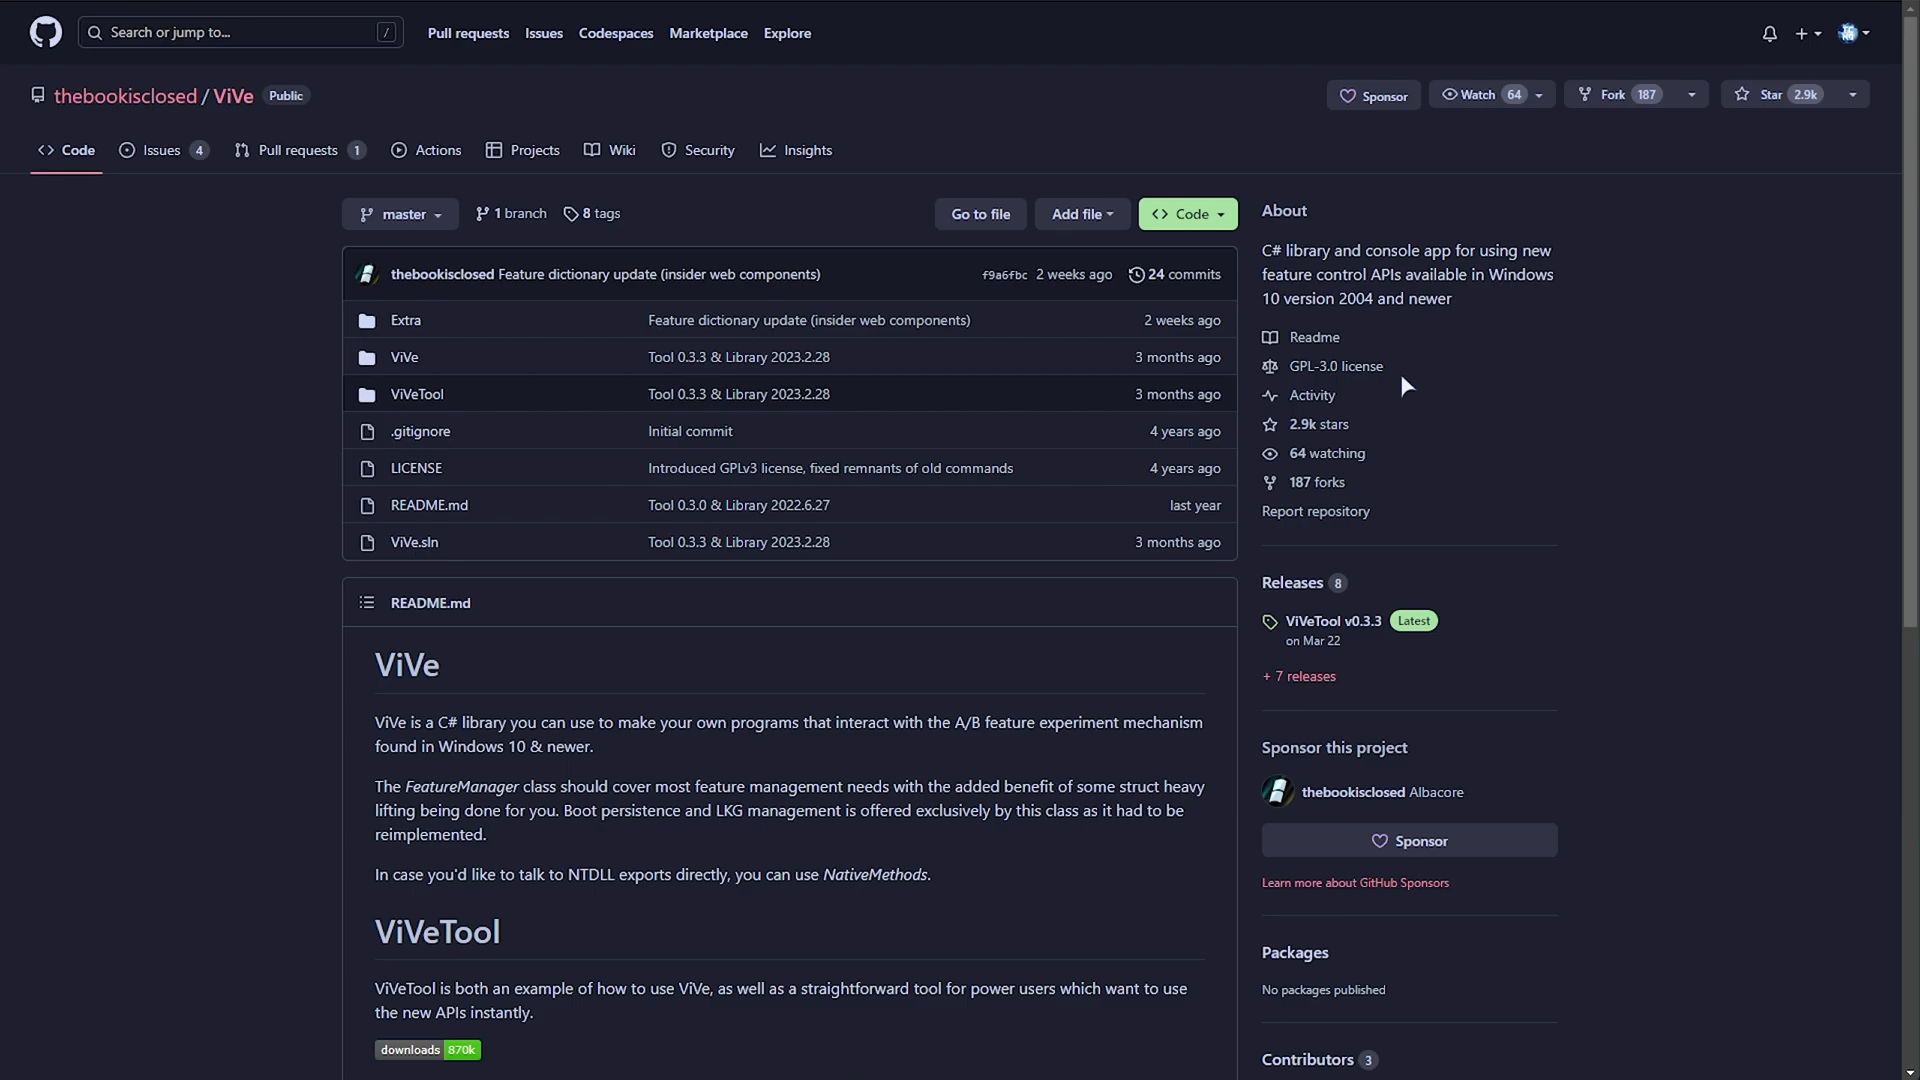 Search or jump to... /
Pull requests Issues Codespaces Marketplace Explore
thebookisclosed / ViVe Public
Sponsor Watch 64 Fork 187 Star 2.9k
Code Issues 4 Pull requests 1 Actions Projects Wiki Security Insights
master 1 branch 8 tags Go to file Add file Code
thebookisclosed Feature dictionary update (insider web components) f9a6fbc 2 weeks ago 24 commits
Extra Feature dictionary update (insider web components) 2 weeks ago
ViVe Tool 0.3.3 & Library 2023.2.28 3 months ago
ViVeTool Tool 0.3.3 & Library 2023.2.28 3 months ago
.gitignore Initial commit 4 years ago
LICENSE Introduced GPLv3 license, fixed remnants of old commands 4 years ago
README.md Tool 0.3.0 & Library 2022.6.27 last year
ViVe.sln Tool 0.3.3 & Library 2023.2.28 3 months ago
README.md
ViVe
ViVe is a C# library you can use to make your own programs that interact with the A/B feature experiment mechanism
found in Windows 10 & newer.
The FeatureManager class should cover most feature management needs with the added benefit of some struct heavy
lifting being done for you. Boot persistence and LKG management is offered exclusively by this class as it had to be
reimplemented.
In case you'd like to talk to NTDLL exports directly, you can use NativeMethods.
ViVeTool
ViVeTool is both an example of how to use ViVe, as well as a straightforward tool for power users which want to use
the new APIs instantly.
downloads 870k
About
C# library and console app for using new
feature control APIs available in Windows
10 version 2004 and newer
Readme
GPL-3.0 license
Activity
2.9k stars
64 watching
187 forks
Report repository
Releases 8
ViVeTool v0.3.3 Latest
on Mar 22
+ 7 releases
Sponsor this project
thebookisclosed Albacore
Sponsor
Learn more about GitHub Sponsors
Packages
No packages published
Contributors 3